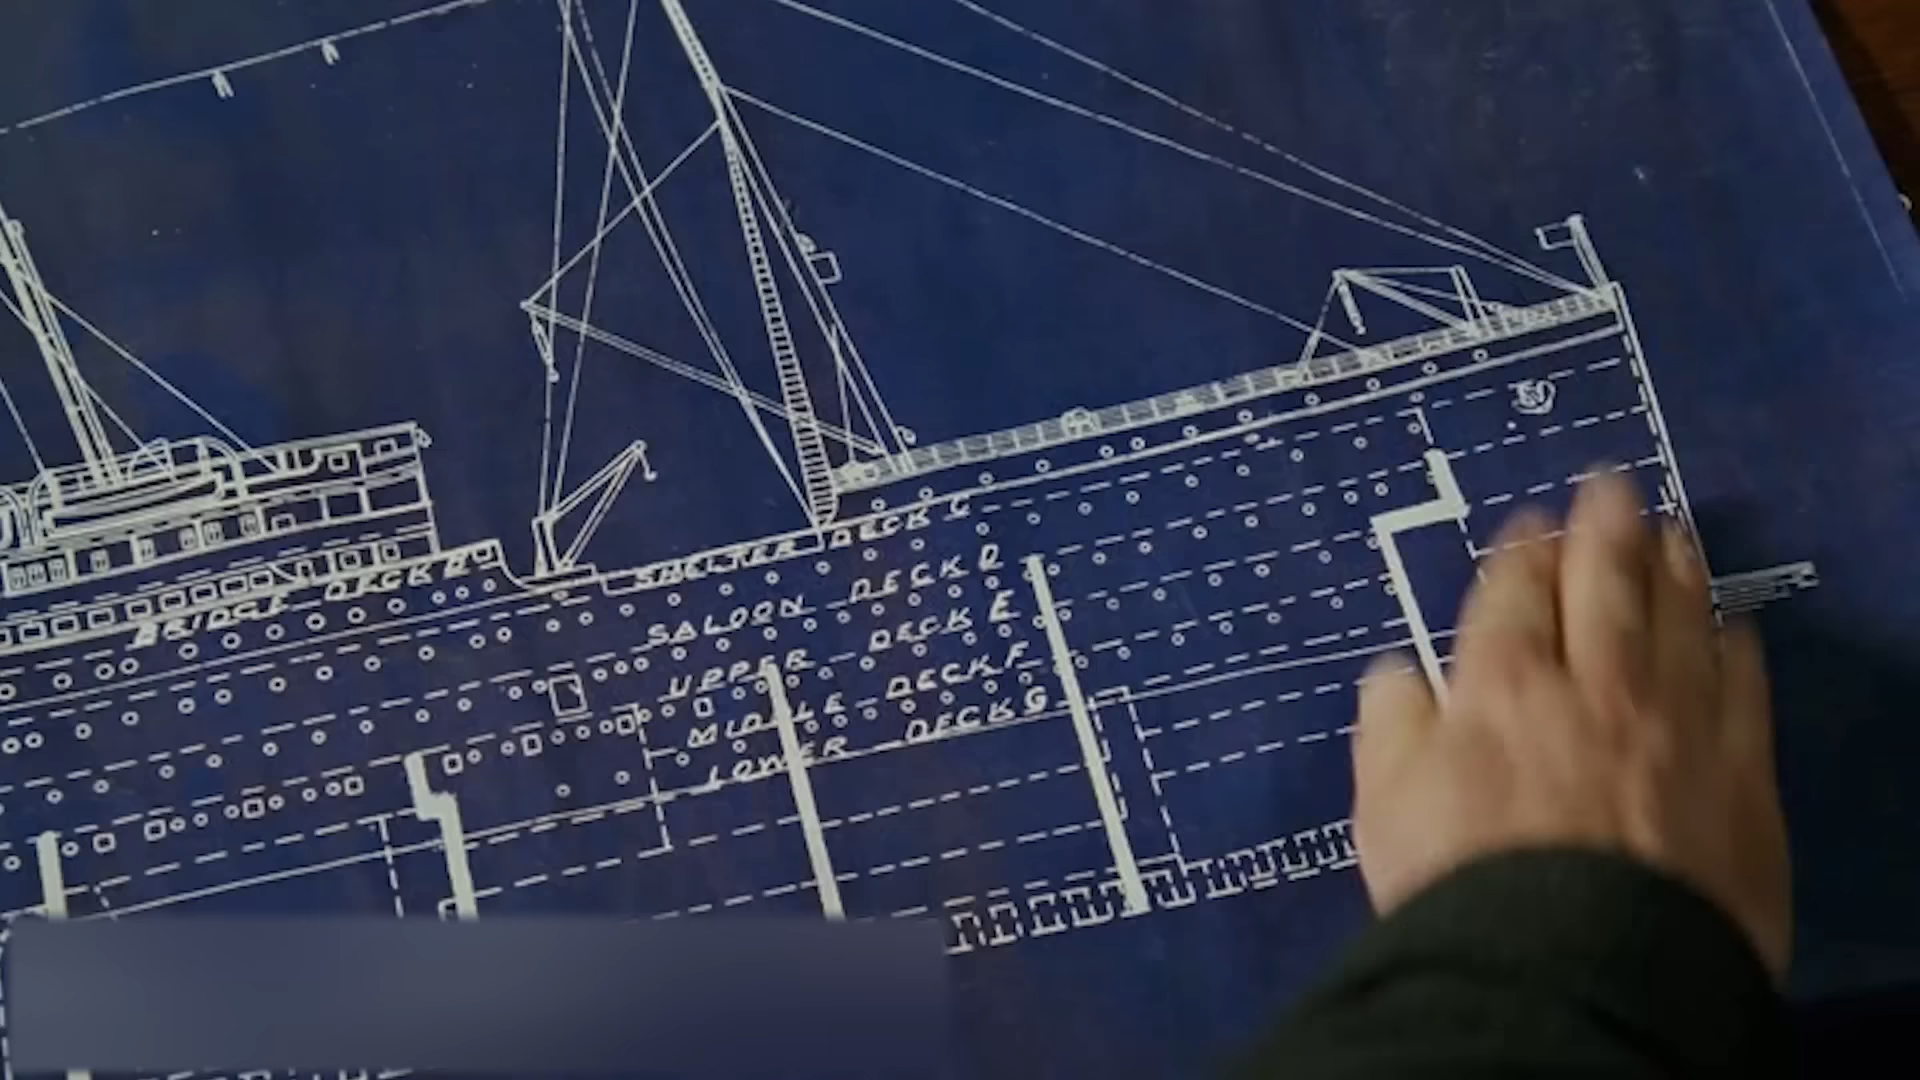 BRIDGE DECK B
SHELTER DECK C
SALOON DECK D
UPPER DECK E
MIDDLE DECK F
LOWER DECK G